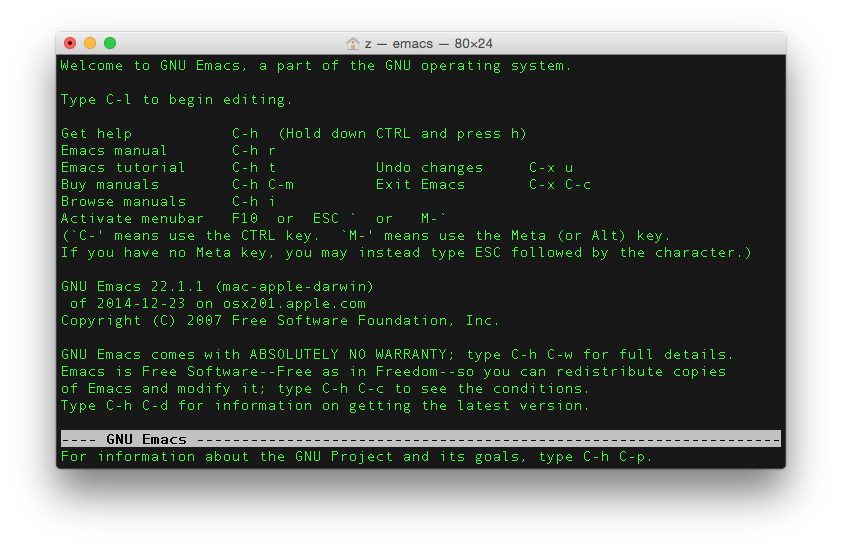 z — emacs — 80×24
Welcome to GNU Emacs, a part of the GNU operating system.
Type C-l to begin editing.
Get help           C-h  (Hold down CTRL and press h)
Emacs manual       C-h r
Emacs tutorial     C-h t           Undo changes     C-x u
Buy manuals        C-h C-m         Exit Emacs       C-x C-c
Browse manuals     C-h i
Activate menubar   F10  or  ESC `  or   M-`
(`C-' means use the CTRL key.  `M-' means use the Meta (or Alt) key.
If you have no Meta key, you may instead type ESC followed by the character.)
GNU Emacs 22.1.1 (mac-apple-darwin)
 of 2014-12-23 on osx201.apple.com
Copyright (C) 2007 Free Software Foundation, Inc.
GNU Emacs comes with ABSOLUTELY NO WARRANTY; type C-h C-w for full details.
Emacs is Free Software--Free as in Freedom--so you can redistribute copies
of Emacs and modify it; type C-h C-c to see the conditions.
Type C-h C-d for information on getting the latest version.
---- GNU Emacs -----------------------------------------------------------------
For information about the GNU Project and its goals, type C-h C-p.